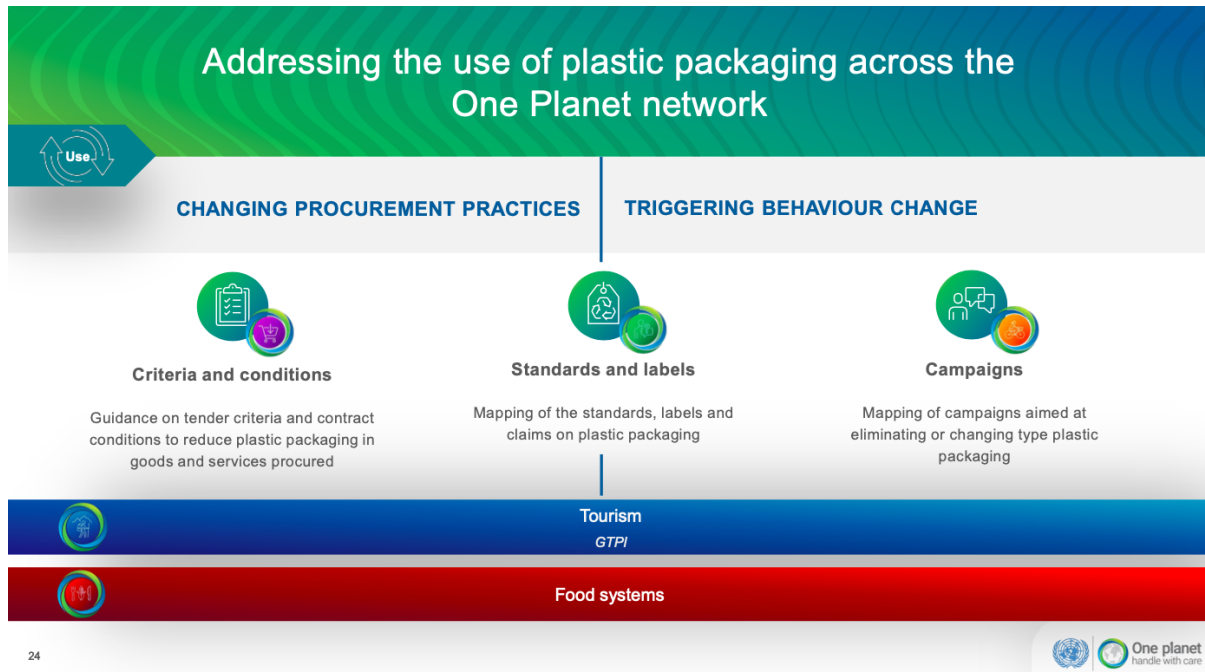 Addressing the use of plastic packaging across the
One Planet network
Use
CHANGING PROCUREMENT PRACTICES
TRIGGERING BEHAVIOUR CHANGE
Criteria and conditions
Guidance on tender criteria and contract
conditions to reduce plastic packaging in
goods and services procured
Standards and labels
Mapping of the standards, labels and
claims on plastic packaging
Campaigns
Mapping of campaigns aimed at
eliminating or changing type plastic
packaging
Tourism
GTPI
Food systems
24
One planet
handle with care